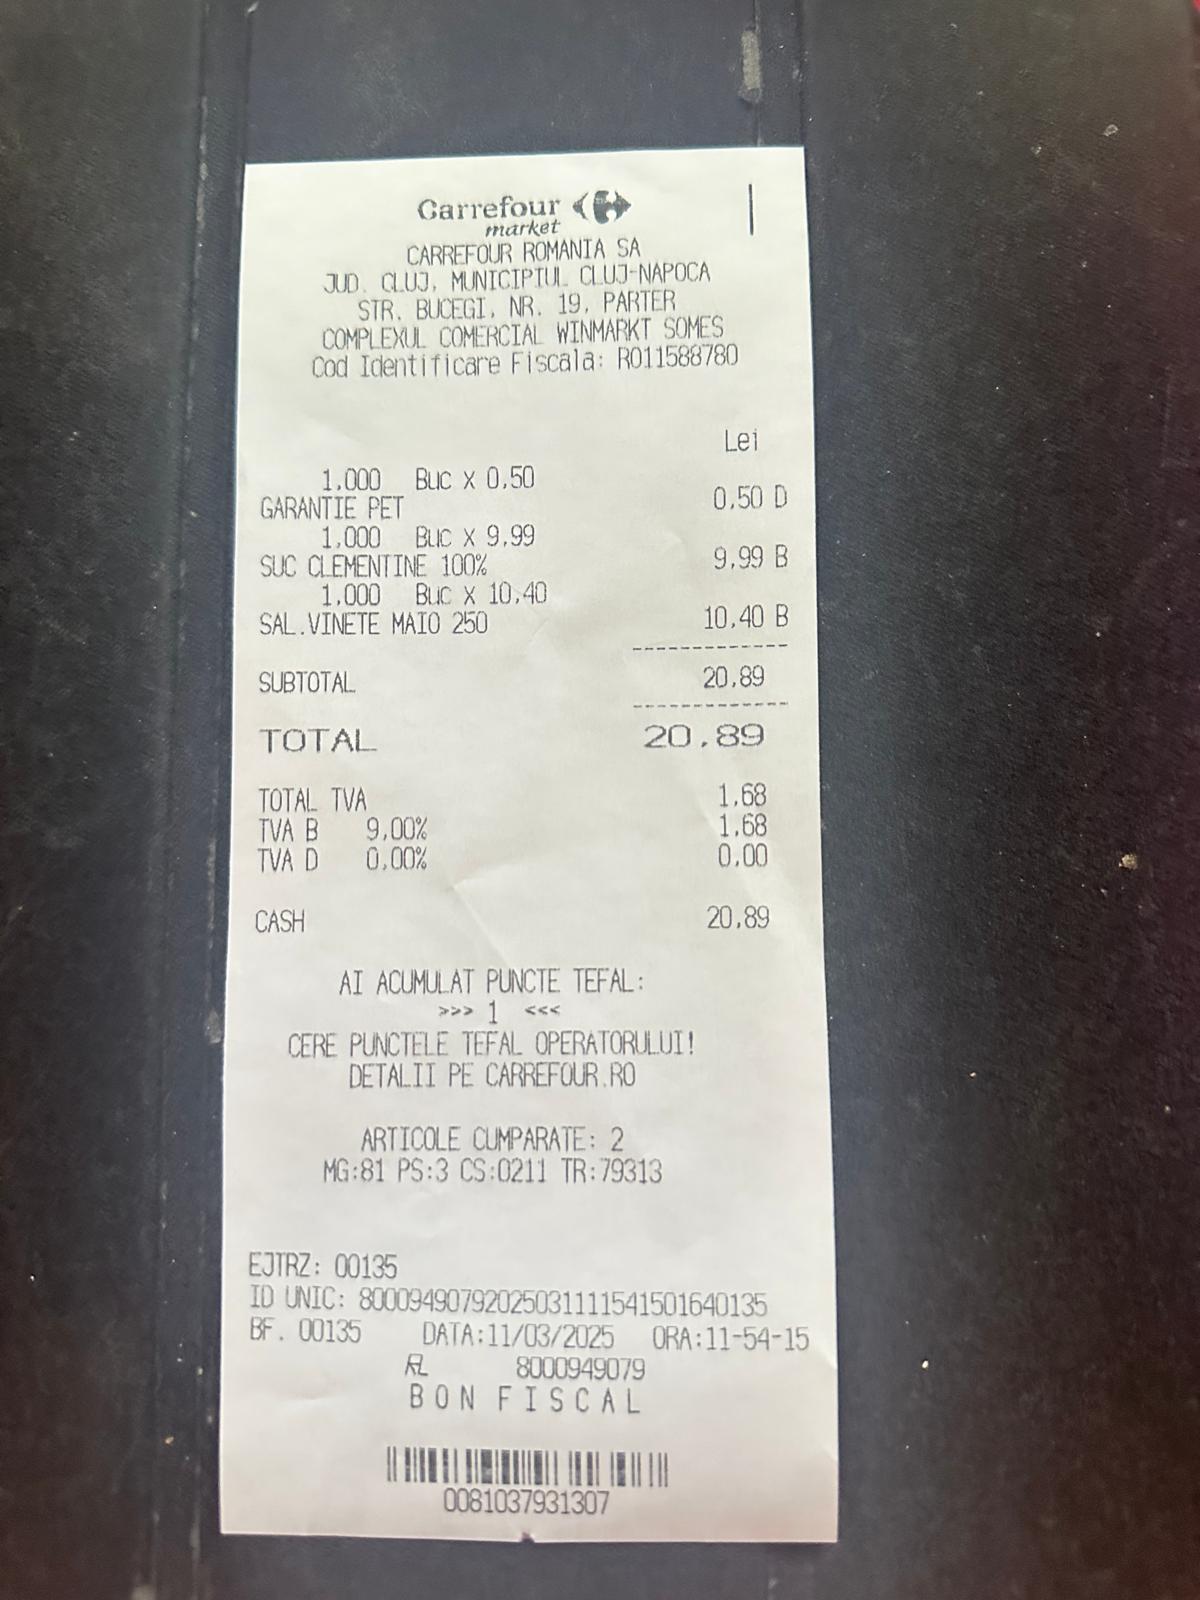 Carrefour
market
CARREFOUR ROMANIA SA
JUD. CLUJ, MUNICIPIUL CLUJ-NAPOCA
STR. BUCEGI, NR. 19, PARTER
COMPLEXUL COMERCIAL WINMARKT SOMES
Cod Identificare Fiscala: RO11588780
Lei
1,000 Buc x 0,50
GARANTIE PET 0,50 D
1,000 Buc x 9,99
SUC CLEMENTINE 100% 9,99 B
1,000 Buc x 10,40
SAL.VINETE MAIO 250 10,40 B
------------
SUBTOTAL 20,89
------------
TOTAL 20,89
TOTAL TVA 1,68
TVA B 9,00% 1,68
TVA D 0,00% 0,00
CASH 20,89
AI ACUMULAT PUNCTE TEFAL:
>>> 1 <<<
CERE PUNCTELE TEFAL OPERATORULUI!
DETALII PE CARREFOUR.RO
ARTICOLE CUMPARATE: 2
MG:81 PS:3 CS:0211 TR:79313
EJTRZ: 00135
ID UNIC: 8000949079202503111154150164​0135
BF. 00135 DATA:11/03/2025 ORA:11-54-15
8000949079
BON FISCAL
0081037931307